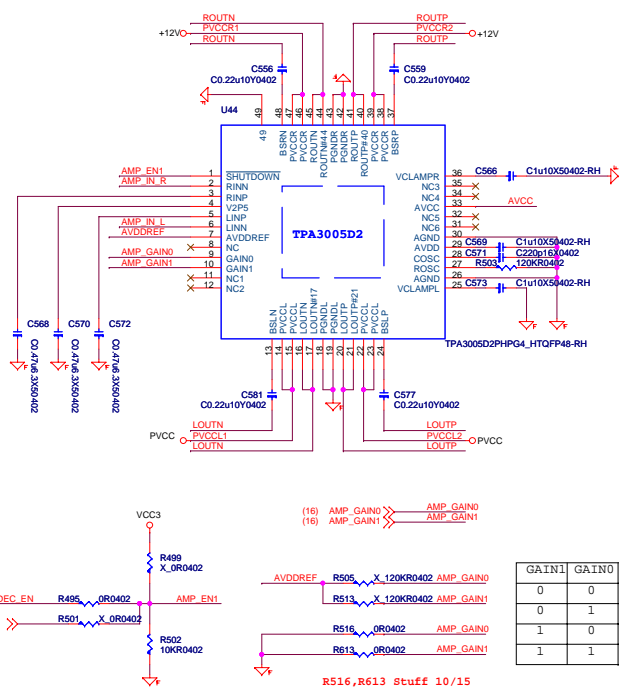 ROUTN ROUTP
+12V PVCCR1 PVCCR2 +12V
ROUTN ROUTP
C556 C559
C0.22u10Y0402 C0.22u10Y0402
U44
49 48 47 46 45 44 43 42 41 40 39 38 37
49 BSRN PVCCR PVCCR ROUTN ROUTN#44 PGNDR PGNDR ROUTP ROUTP#40 PVCCR PVCCR BSRP
AMP_EN1 1 SHUTDOWN
AMP_IN_R 2 RINN
3 RINP
4 V2P5
5 LINP
AMP_IN_L 6 LINN
AVDDREF 7 AVDDREF
8 NC
AMP_GAIN0 9 GAIN0
AMP_GAIN1 10 GAIN1
11 NC1
12 NC2
TPA3005D2
VCLAMPR 36 C566 C1u10X50402-RH
NC3 35
NC4 34
AVCC 33 AVCC
NC5 32
NC6 31
AGND 30
AVDD 29 C569 C1u10X50402-RH
COSC 28 C571 C220p16X0402
ROSC 27 R503 120KR0402
AGND 26
VCLAMPL 25 C573 C1u10X50402-RH
BSLN PVCCL PVCCL LOUTN LOUTN#17 PGNDL PGNDL LOUTP LOUTP#21 PVCCL PVCCL BSLP
13 14 15 16 17 18 19 20 21 22 23 24
TPA3005D2PHPG4_HTQFP48-RH
C568 C570 C572
C0.47u6.3X50402 C0.47u6.3X50402 C0.47u6.3X50402
C581 C577
C0.22u10Y0402 C0.22u10Y0402
LOUTN LOUTP
PVCC PVCCL1 PVCCL2 PVCC
LOUTN LOUTP
VCC3
R499
X_0R0402
DEC_EN R495 0R0402 AMP_EN1
R501 X_0R0402
R502
10KR0402
(16) AMP_GAIN0 AMP_GAIN0
(16) AMP_GAIN1 AMP_GAIN1
AVDDREF R505 X_120KR0402 AMP_GAIN0
R513 X_120KR0402 AMP_GAIN1
R516 0R0402 AMP_GAIN0
R613 0R0402 AMP_GAIN1
R516,R613 Stuff 10/15
GAIN1 GAIN0
0 0
0 1
1 0
1 1